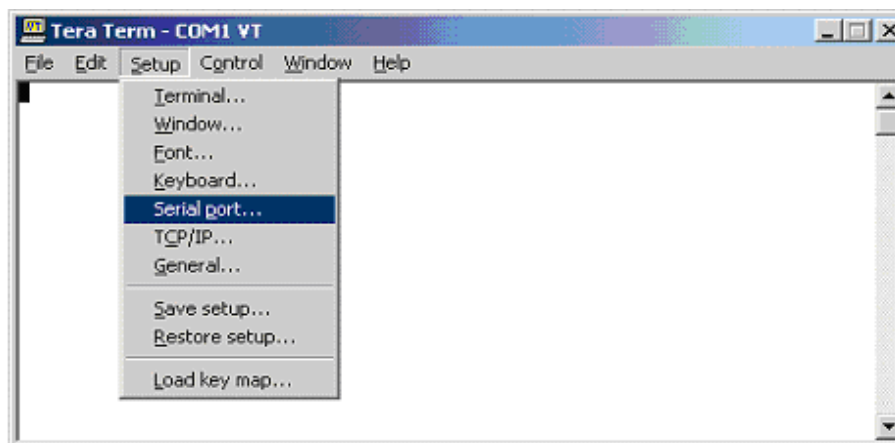 Tera Term - COM1 VT
File Edit Setup Control Window Help
Terminal...
Window...
Font...
Keyboard...
Serial port...
TCP/IP...
General...
Save setup...
Restore setup...
Load key map...